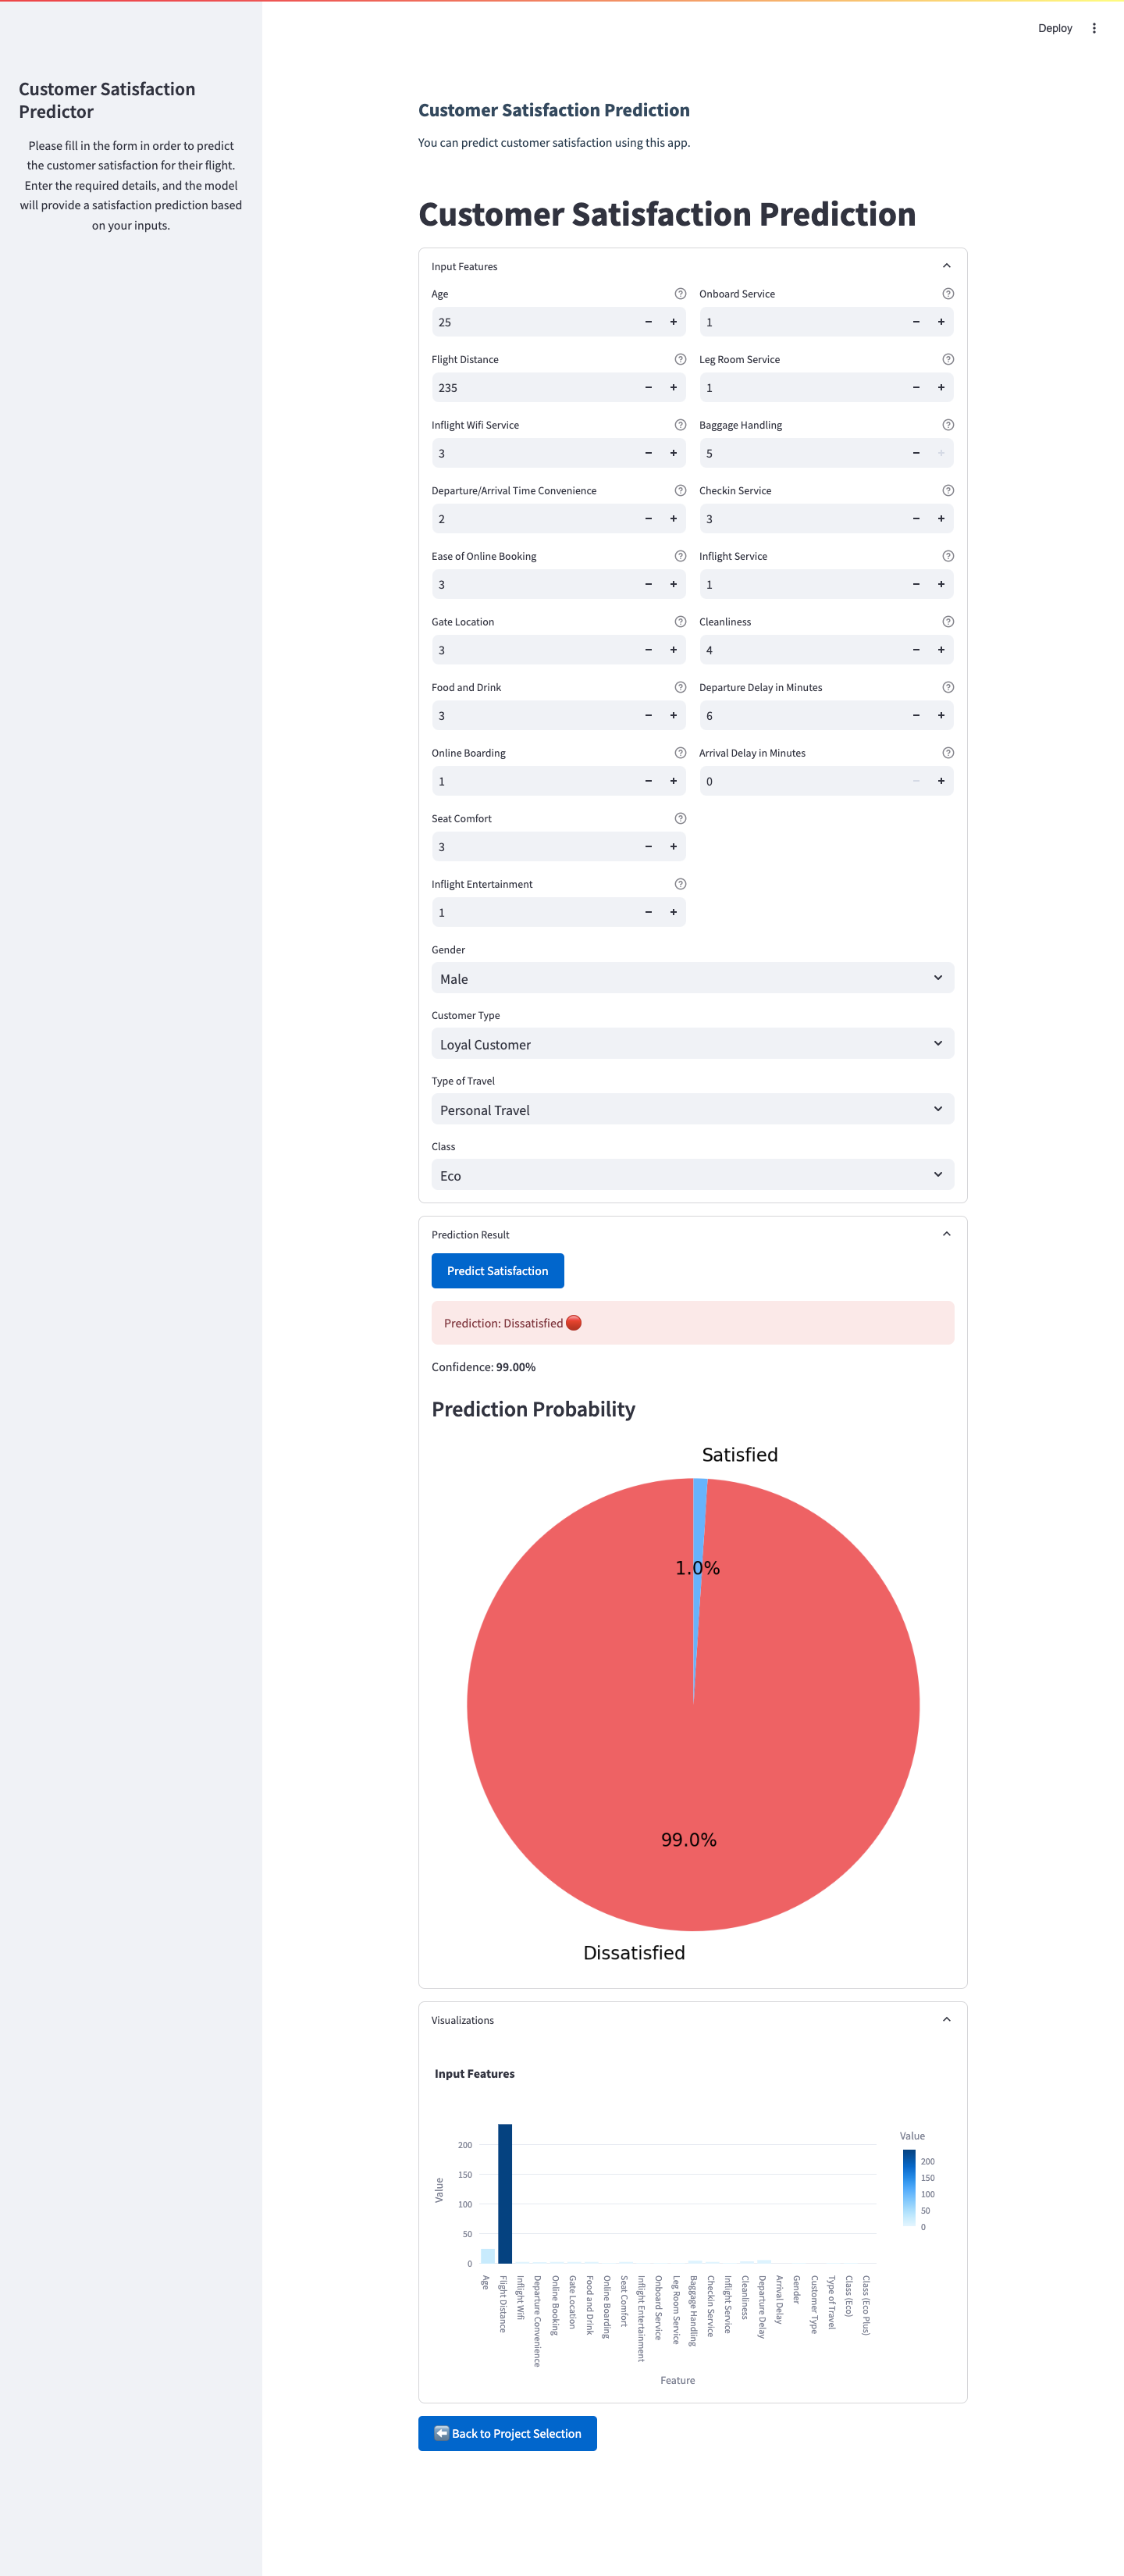 Deploy
Customer Satisfaction
Predictor
Please fill in the form in order to predict
the customer satisfaction for their flight.
Enter the required details, and the model
will provide a satisfaction prediction based
on your inputs.
Customer Satisfaction Prediction
You can predict customer satisfaction using this app.
Customer Satisfaction Prediction
Input Features
Age
25
Flight Distance
235
Inflight Wifi Service
3
Departure/Arrival Time Convenience
2
Ease of Online Booking
3
Gate Location
3
Food and Drink
3
Online Boarding
1
Seat Comfort
3
Inflight Entertainment
1
Onboard Service
1
Leg Room Service
1
Baggage Handling
5
Checkin Service
3
Inflight Service
1
Cleanliness
4
Departure Delay in Minutes
6
Arrival Delay in Minutes
0
Gender
Male
Customer Type
Loyal Customer
Type of Travel
Personal Travel
Class
Eco
Prediction Result
Predict Satisfaction
Prediction: Dissatisfied
Confidence: 99.00%
Prediction Probability
Satisfied
1.0%
99.0%
Dissatisfied
Visualizations
Input Features
Value
200
150
100
50
0
Age
Flight Distance
Inflight Wifi
Departure Convenience
Online Booking
Gate Location
Food and Drink
Online Boarding
Seat Comfort
Inflight Entertainment
Onboard Service
Leg Room Service
Baggage Handling
Checkin Service
Inflight Service
Cleanliness
Departure Delay
Arrival Delay
Gender
Customer Type
Type of Travel
Class (Eco)
Class (Eco Plus)
Feature
Value
200
150
100
50
0
Back to Project Selection